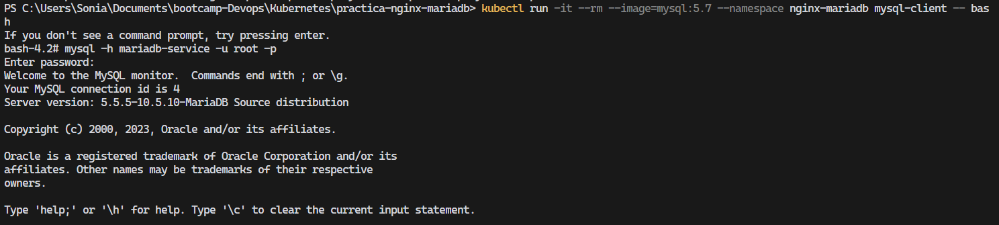 PS C:\Users\Sonia\Documents\bootcamp-Devops\Kubernetes\practica-nginx-mariadb> kubectl run -it --rm --image=mysql:5.7 --namespace nginx-mariadb mysql-client -- bas
h
If you don't see a command prompt, try pressing enter.
bash-4.2# mysql -h mariadb-service -u root -p
Enter password:
Welcome to the MySQL monitor.  Commands end with ; or \g.
Your MySQL connection id is 4
Server version: 5.5.5-10.5.10-MariaDB Source distribution

Copyright (c) 2000, 2023, Oracle and/or its affiliates.

Oracle is a registered trademark of Oracle Corporation and/or its
affiliates. Other names may be trademarks of their respective
owners.

Type 'help;' or '\h' for help. Type '\c' to clear the current input statement.